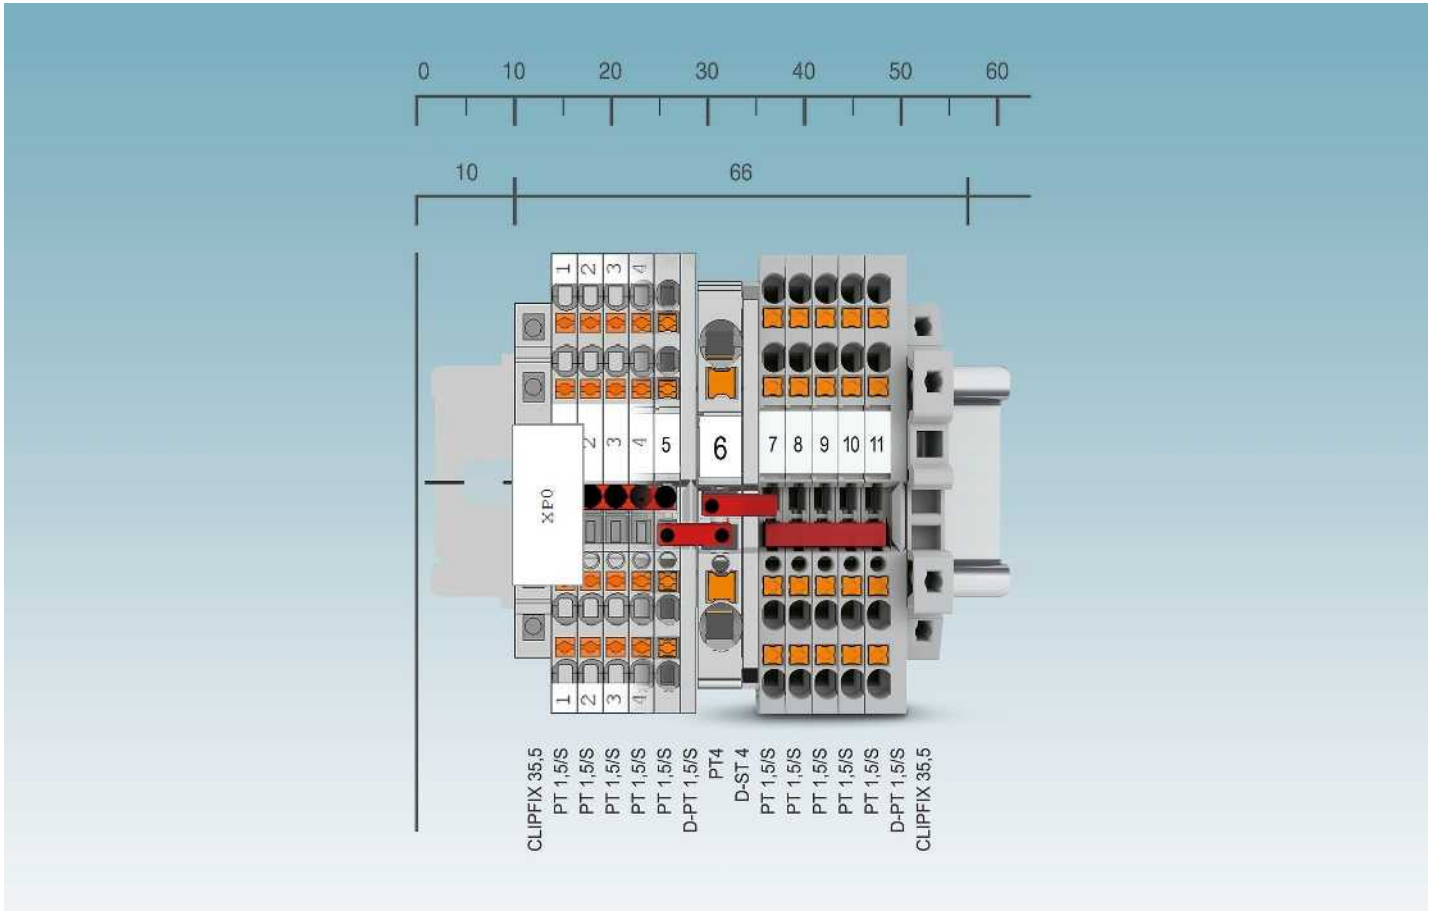 0 10 20 30 40 50 60
10 66
1 2 3 4
2 3 4 5 6 7 8 9 10 11
XP0
1 2 3 4
CLIPFIX 35,5
PT 1,5/S
PT 1,5/S
PT 1,5/S
PT 1,5/S
PT 1,5/S
D-PT 1,5/S
PT4
D-ST 4
PT 1,5/S
PT 1,5/S
PT 1,5/S
PT 1,5/S
PT 1,5/S
D-PT 1,5/S
CLIPFIX 35,5